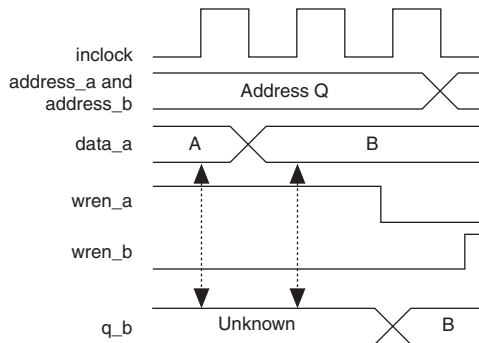 inclock
address_a and
address_b
Address Q
data_a
A
B
wren_a
wren_b
q_b
Unknown
B